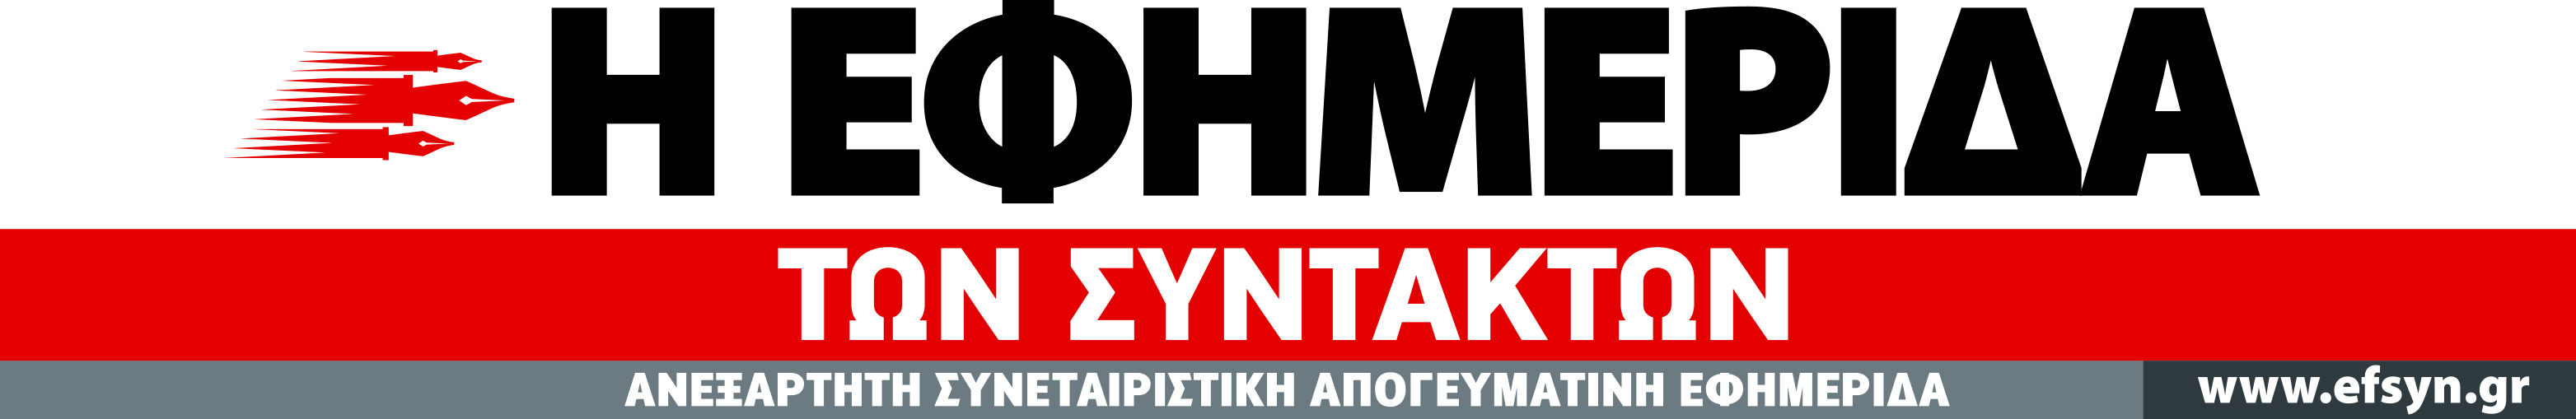 Η ΕΦΗΜΕΡΙΔΑ
ΤΩΝ ΣΥΝΤΑΚΤΩΝ
ΑΝΕΞΑΡΤΗΤΗ ΣΥΝΕΤΑΙΡΙΣΤΙΚΗ ΑΠΟΓΕΥΜΑΤΙΝΗ ΕΦΗΜΕΡΙΔΑ
www.efsyn.gr